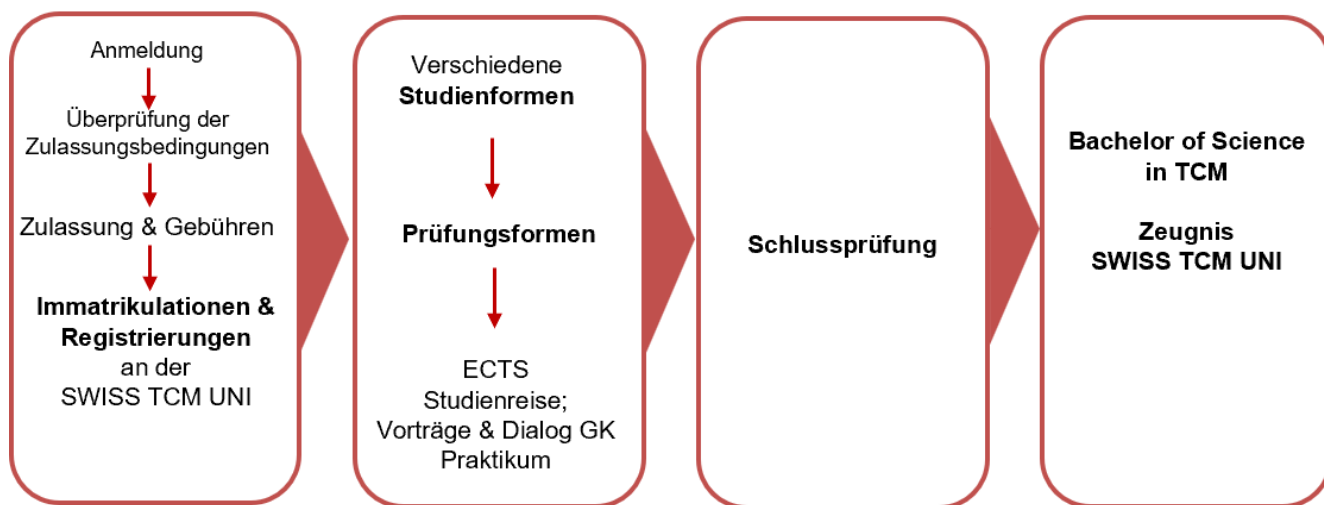 Anmeldung
Überprüfung der
Zulassungsbedingungen
Zulassung & Gebühren
Immatrikulationen &
Registrierungen
an der
SWISS TCM UNI
Verschiedene
Studienformen
Prüfungsformen
ECTS
Studienreise;
Vorträge & Dialog GK
Praktikum
Schlussprüfung
Bachelor of Science
in TCM
Zeugnis
SWISS TCM UNI